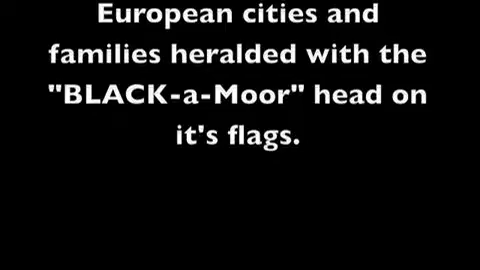 European cities and
families heralded with the
"BLACK-a-Moor" head on
it's flags.